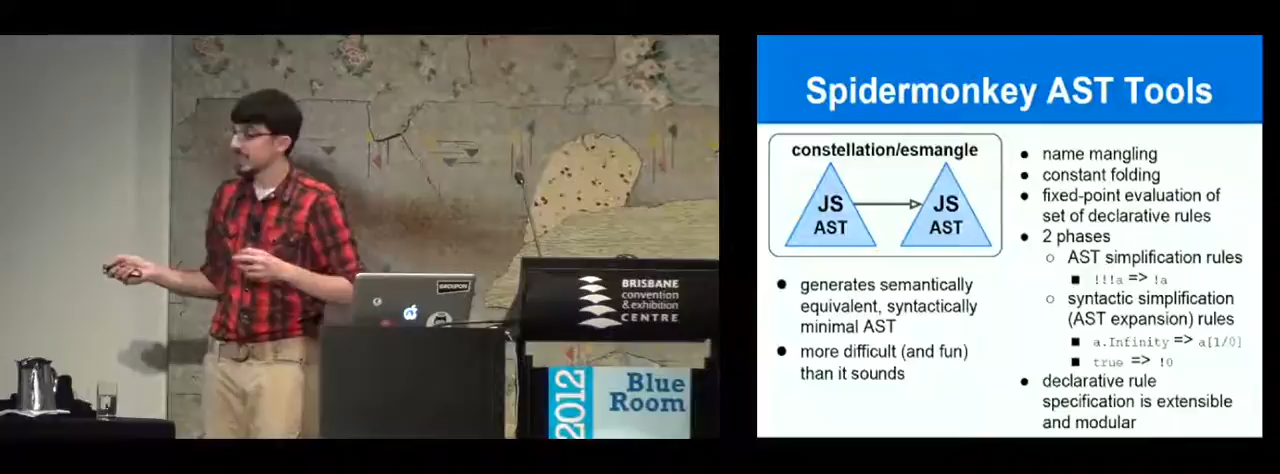 GROUPON
BRISBANE
convention
& exhibition
CENTRE
2012
Blue
Room
Spidermonkey AST Tools
constellation/esmangle
JS
AST
JS
AST
● generates semantically
equivalent, syntactically
minimal AST
● more difficult (and fun)
than it sounds
● name mangling
● constant folding
● fixed-point evaluation of
set of declarative rules
● 2 phases
○ AST simplification rules
■ !!!a => !a
○ syntactic simplification
(AST expansion) rules
■ a.Infinity => a[1/0]
■ true => !0
● declarative rule
specification is extensible
and modular